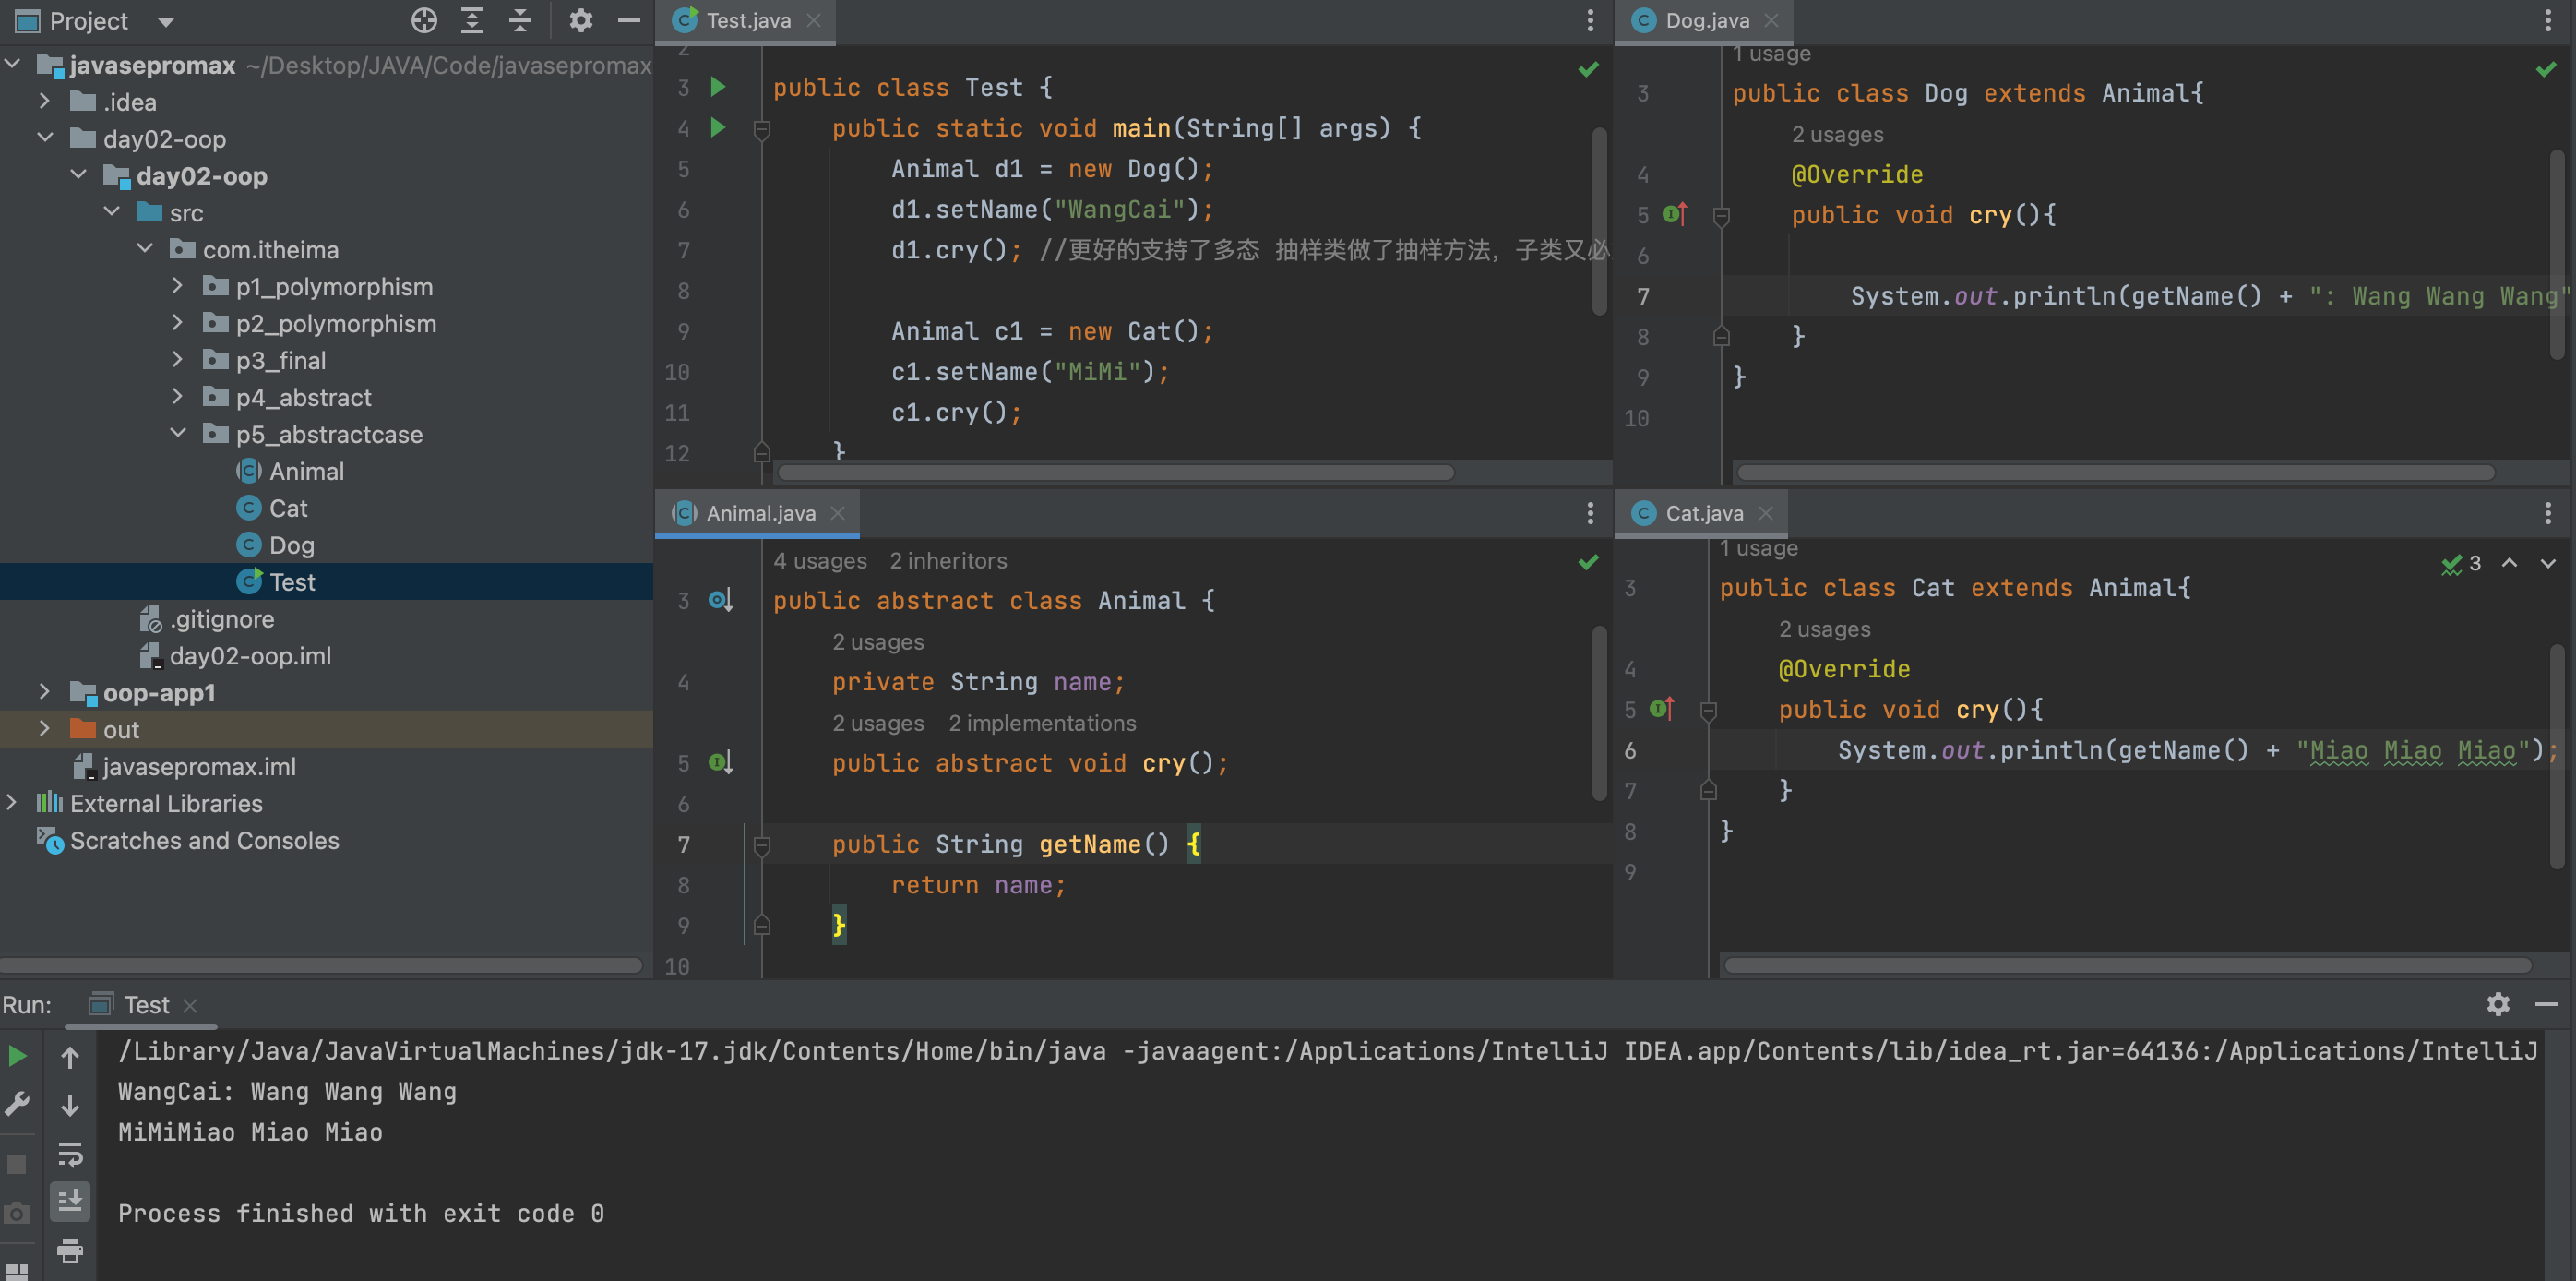 Project
javasepromax ~/Desktop/JAVA/Code/javasepromax
.idea
day02-oop
day02-oop
src
com.itheima
p1_polymorphism
p2_polymorphism
p3_final
p4_abstract
p5_abstractcase
Animal
Cat
Dog
Test
.gitignore
day02-oop.iml
oop-app1
out
javasepromax.iml
External Libraries
Scratches and Consoles
Test.java
2
3 public class Test {
4 public static void main(String[] args) {
5 Animal d1 = new Dog();
6 d1.setName("WangCai");
7 d1.cry(); //更好的支持了多态 抽样类做了抽样方法，子类又必
8
9 Animal c1 = new Cat();
10 c1.setName("MiMi");
11 c1.cry();
12 }
Dog.java
1 usage
3 public class Dog extends Animal{
2 usages
4 @Override
5 public void cry(){
6
7 System.out.println(getName() + ": Wang Wang Wang"
8 }
9 }
10
Animal.java
4 usages 2 inheritors
3 public abstract class Animal {
2 usages
4 private String name;
2 usages 2 implementations
5 public abstract void cry();
6
7 public String getName() {
8 return name;
9 }
10
Cat.java
1 usage
3
3 public class Cat extends Animal{
2 usages
4 @Override
5 public void cry(){
6 System.out.println(getName() + "Miao Miao Miao");
7 }
8 }
9
Run: Test
/Library/Java/JavaVirtualMachines/jdk-17.jdk/Contents/Home/bin/java -javaagent:/Applications/IntelliJ IDEA.app/Contents/lib/idea_rt.jar=64136:/Applications/IntelliJ
WangCai: Wang Wang Wang
MiMiMiao Miao Miao
Process finished with exit code 0